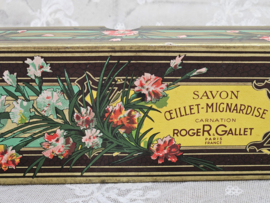 SAVON
ŒILLET-MIGNARDISE
CARNATION
ROGER & GALLET
PARIS
FRANCE